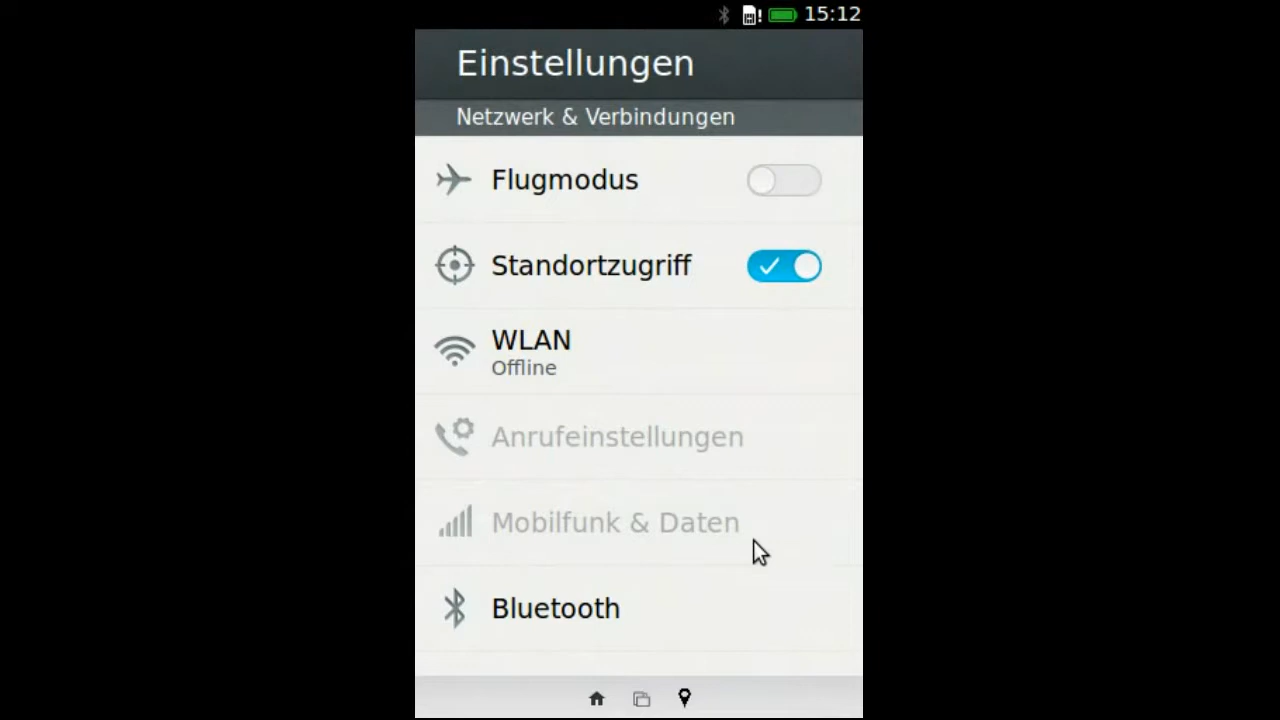 15:12
Einstellungen
Netzwerk & Verbindungen
Flugmodus
Standortzugriff
WLAN
Offline
Anrufeinstellungen
Mobilfunk & Daten
Bluetooth